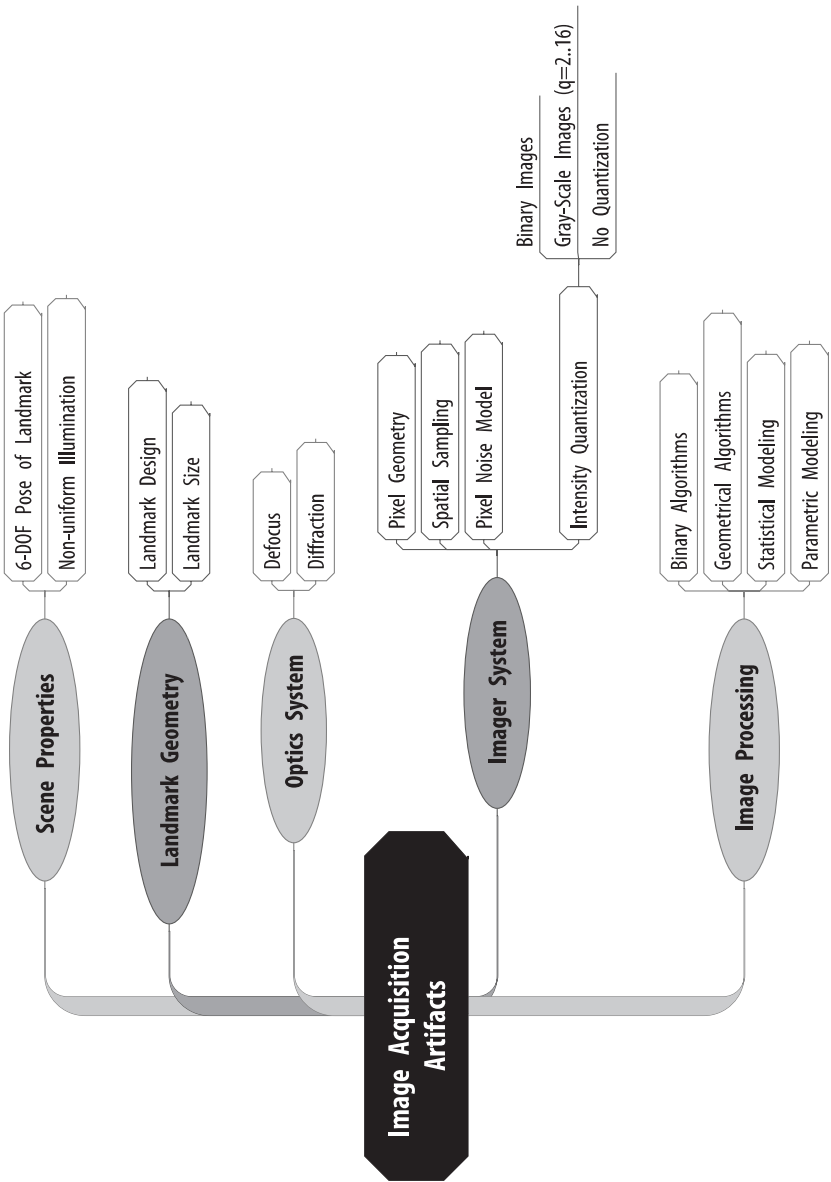 Image Acquisition
Artifacts
Scene Properties
6-DOF Pose of Landmark
Non-uniform Illumination
Landmark Geometry
Landmark Design
Landmark Size
Optics System
Defocus
Diffraction
Imager System
Pixel Geometry
Spatial Sampling
Pixel Noise Model
Intensity Quantization
Binary Images
Gray-Scale Images (q=2..16)
No Quantization
Image Processing
Binary Algorithms
Geometrical Algorithms
Statistical Modeling
Parametric Modeling